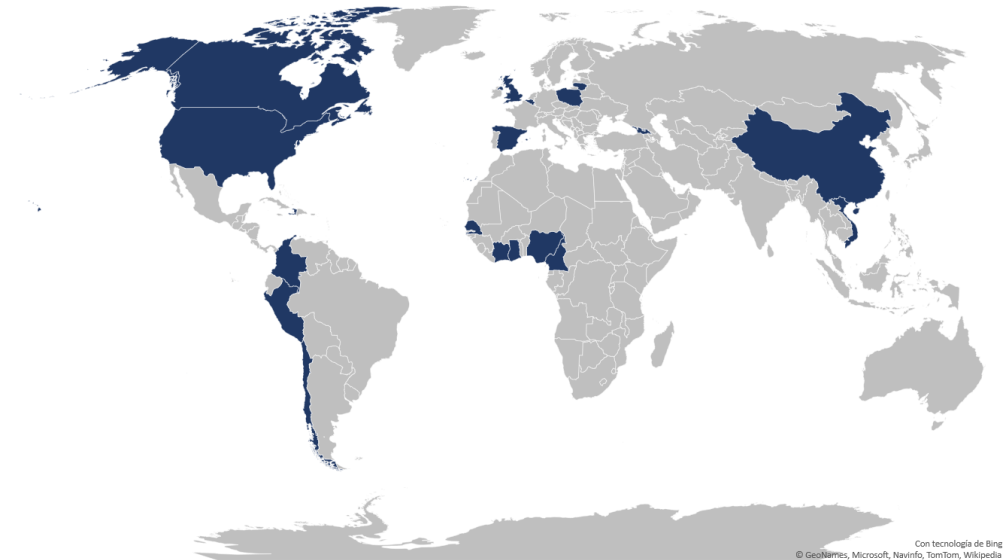 Con tecnología de Bing
© GeoNames, Microsoft, Navinfo, TomTom, Wikipedia